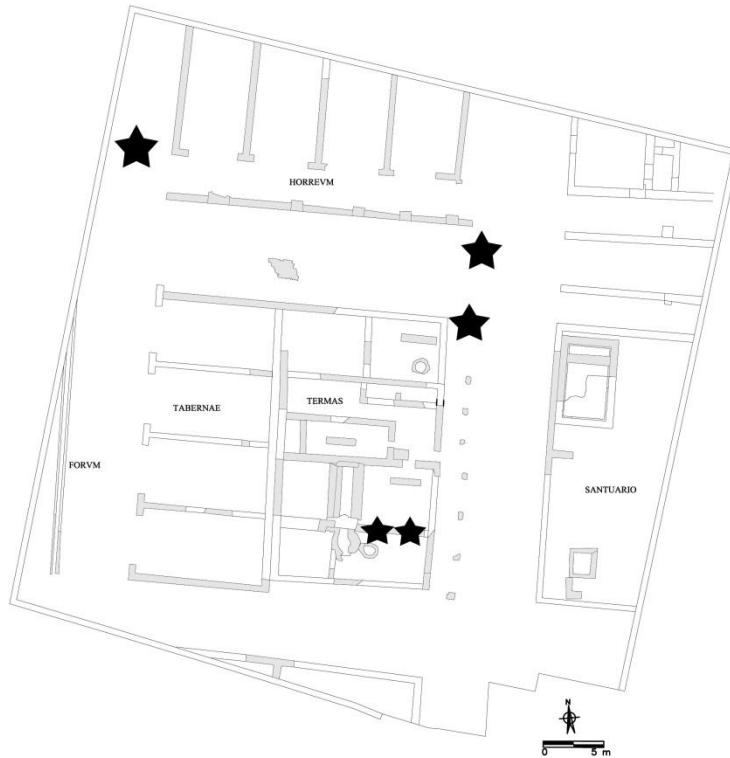 HORREVM
TABERNAE
TERMAS
FORVM
SANTUARIO
N
0 5 m